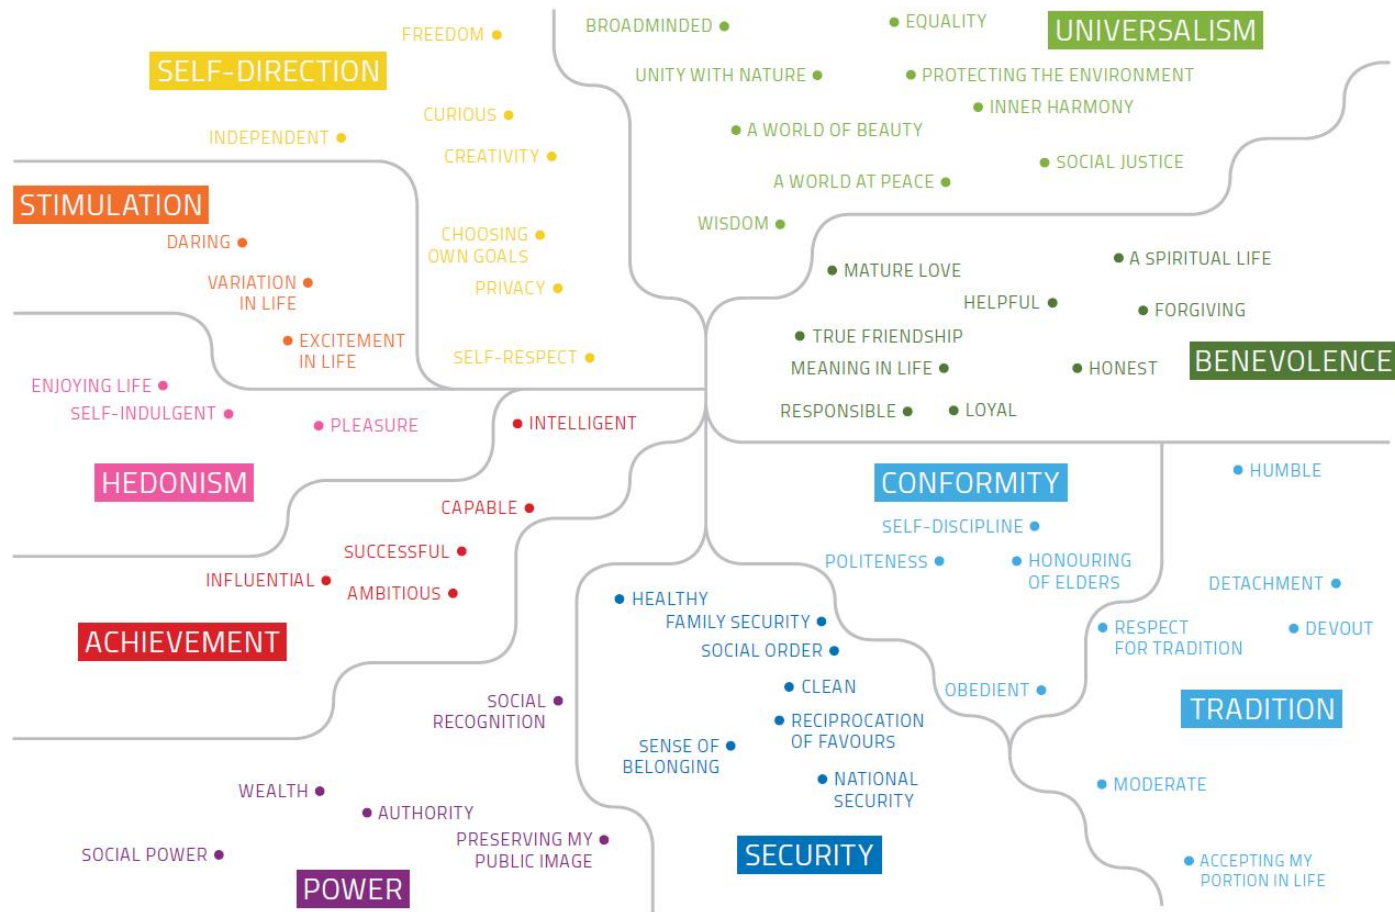 SELF-DIRECTION
FREEDOM
CURIOUS
INDEPENDENT
CREATIVITY
CHOOSING
OWN GOALS
PRIVACY
SELF-RESPECT
UNIVERSALISM
BROADMINDED
EQUALITY
UNITY WITH NATURE
PROTECTING THE ENVIRONMENT
INNER HARMONY
A WORLD OF BEAUTY
SOCIAL JUSTICE
A WORLD AT PEACE
WISDOM
STIMULATION
DARING
VARIATION
IN LIFE
EXCITEMENT
IN LIFE
BENEVOLENCE
MATURE LOVE
A SPIRITUAL LIFE
HELPFUL
FORGIVING
TRUE FRIENDSHIP
MEANING IN LIFE
HONEST
RESPONSIBLE
LOYAL
ENJOYING LIFE
SELF-INDULGENT
PLEASURE
HEDONISM
INTELLIGENT
CAPABLE
SUCCESSFUL
INFLUENTIAL
AMBITIOUS
ACHIEVEMENT
CONFORMITY
SELF-DISCIPLINE
POLITENESS
HONOURING
OF ELDERS
OBEDIENT
HUMBLE
DETACHMENT
RESPECT
FOR TRADITION
DEVOUT
TRADITION
MODERATE
ACCEPTING MY
PORTION IN LIFE
HEALTHY
FAMILY SECURITY
SOCIAL ORDER
CLEAN
RECIPROCATION
OF FAVOURS
SENSE OF
BELONGING
NATIONAL
SECURITY
SECURITY
SOCIAL
RECOGNITION
WEALTH
AUTHORITY
PRESERVING MY
PUBLIC IMAGE
SOCIAL POWER
POWER